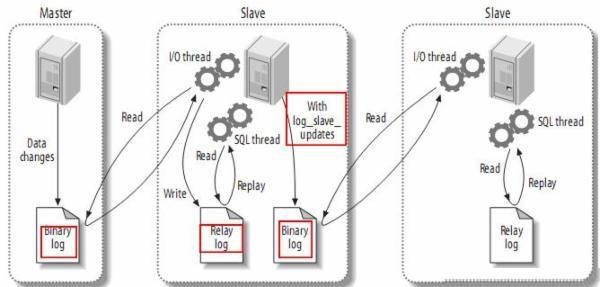 Master
Slave
Slave
I/O thread
I/O thread
With
log_slave_
updates
Read
Read
Data
changes
SQL thread
SQL thread
Read
Read
Replay
Replay
Write
Binary
log
Relay
log
Binary
log
Relay
log